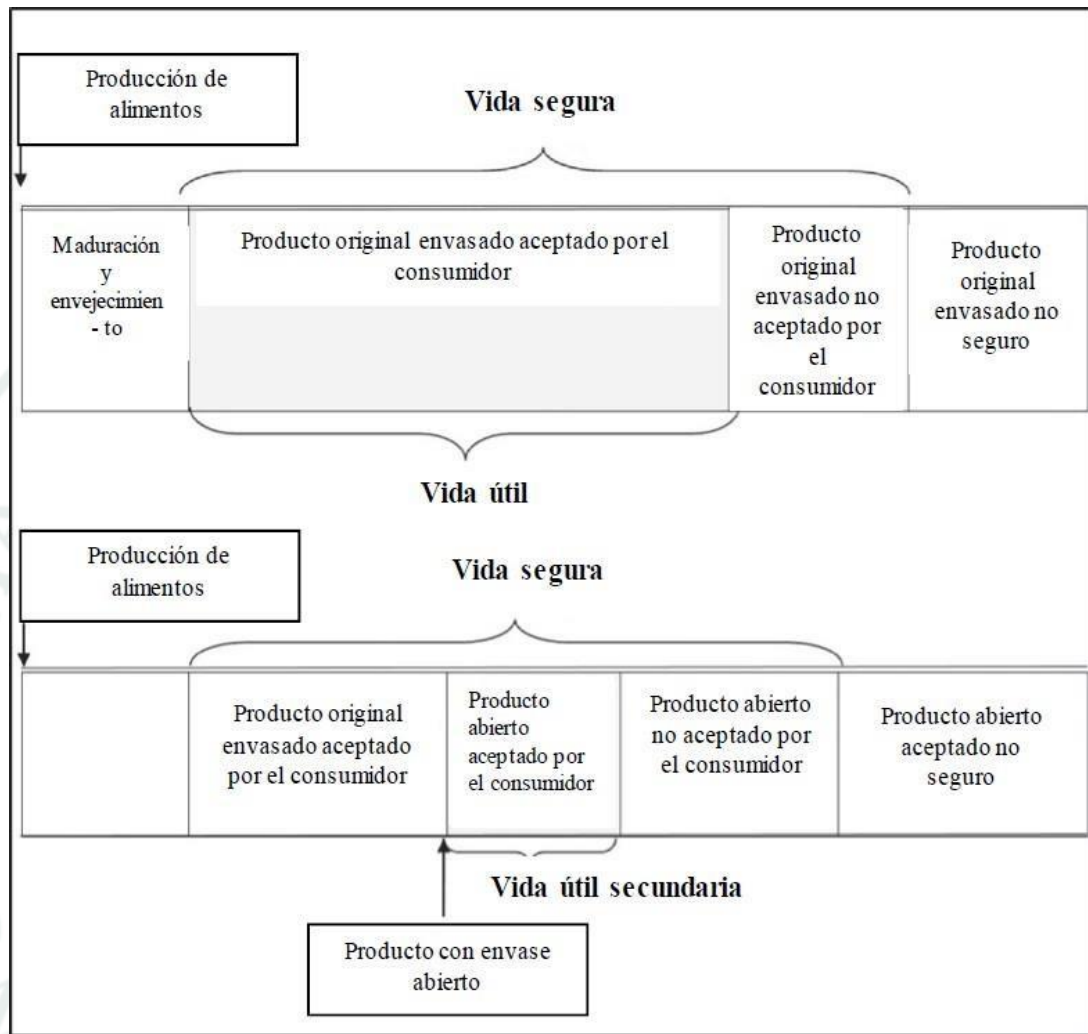 Producción de
alimentos
Vida segura
Maduración
y
envejecimien
- to
Producto original envasado aceptado por el
consumidor
Producto
original
envasado no
aceptado por
el
consumidor
Producto
original
envasado no
seguro
Vida útil
Producción de
alimentos
Vida segura
Producto original
envasado aceptado
por el consumidor
Producto
abierto
aceptado por
el consumidor
Producto abierto
no aceptado por
el consumidor
Producto abierto
aceptado no
seguro
Vida útil secundaria
Producto con envase
abierto